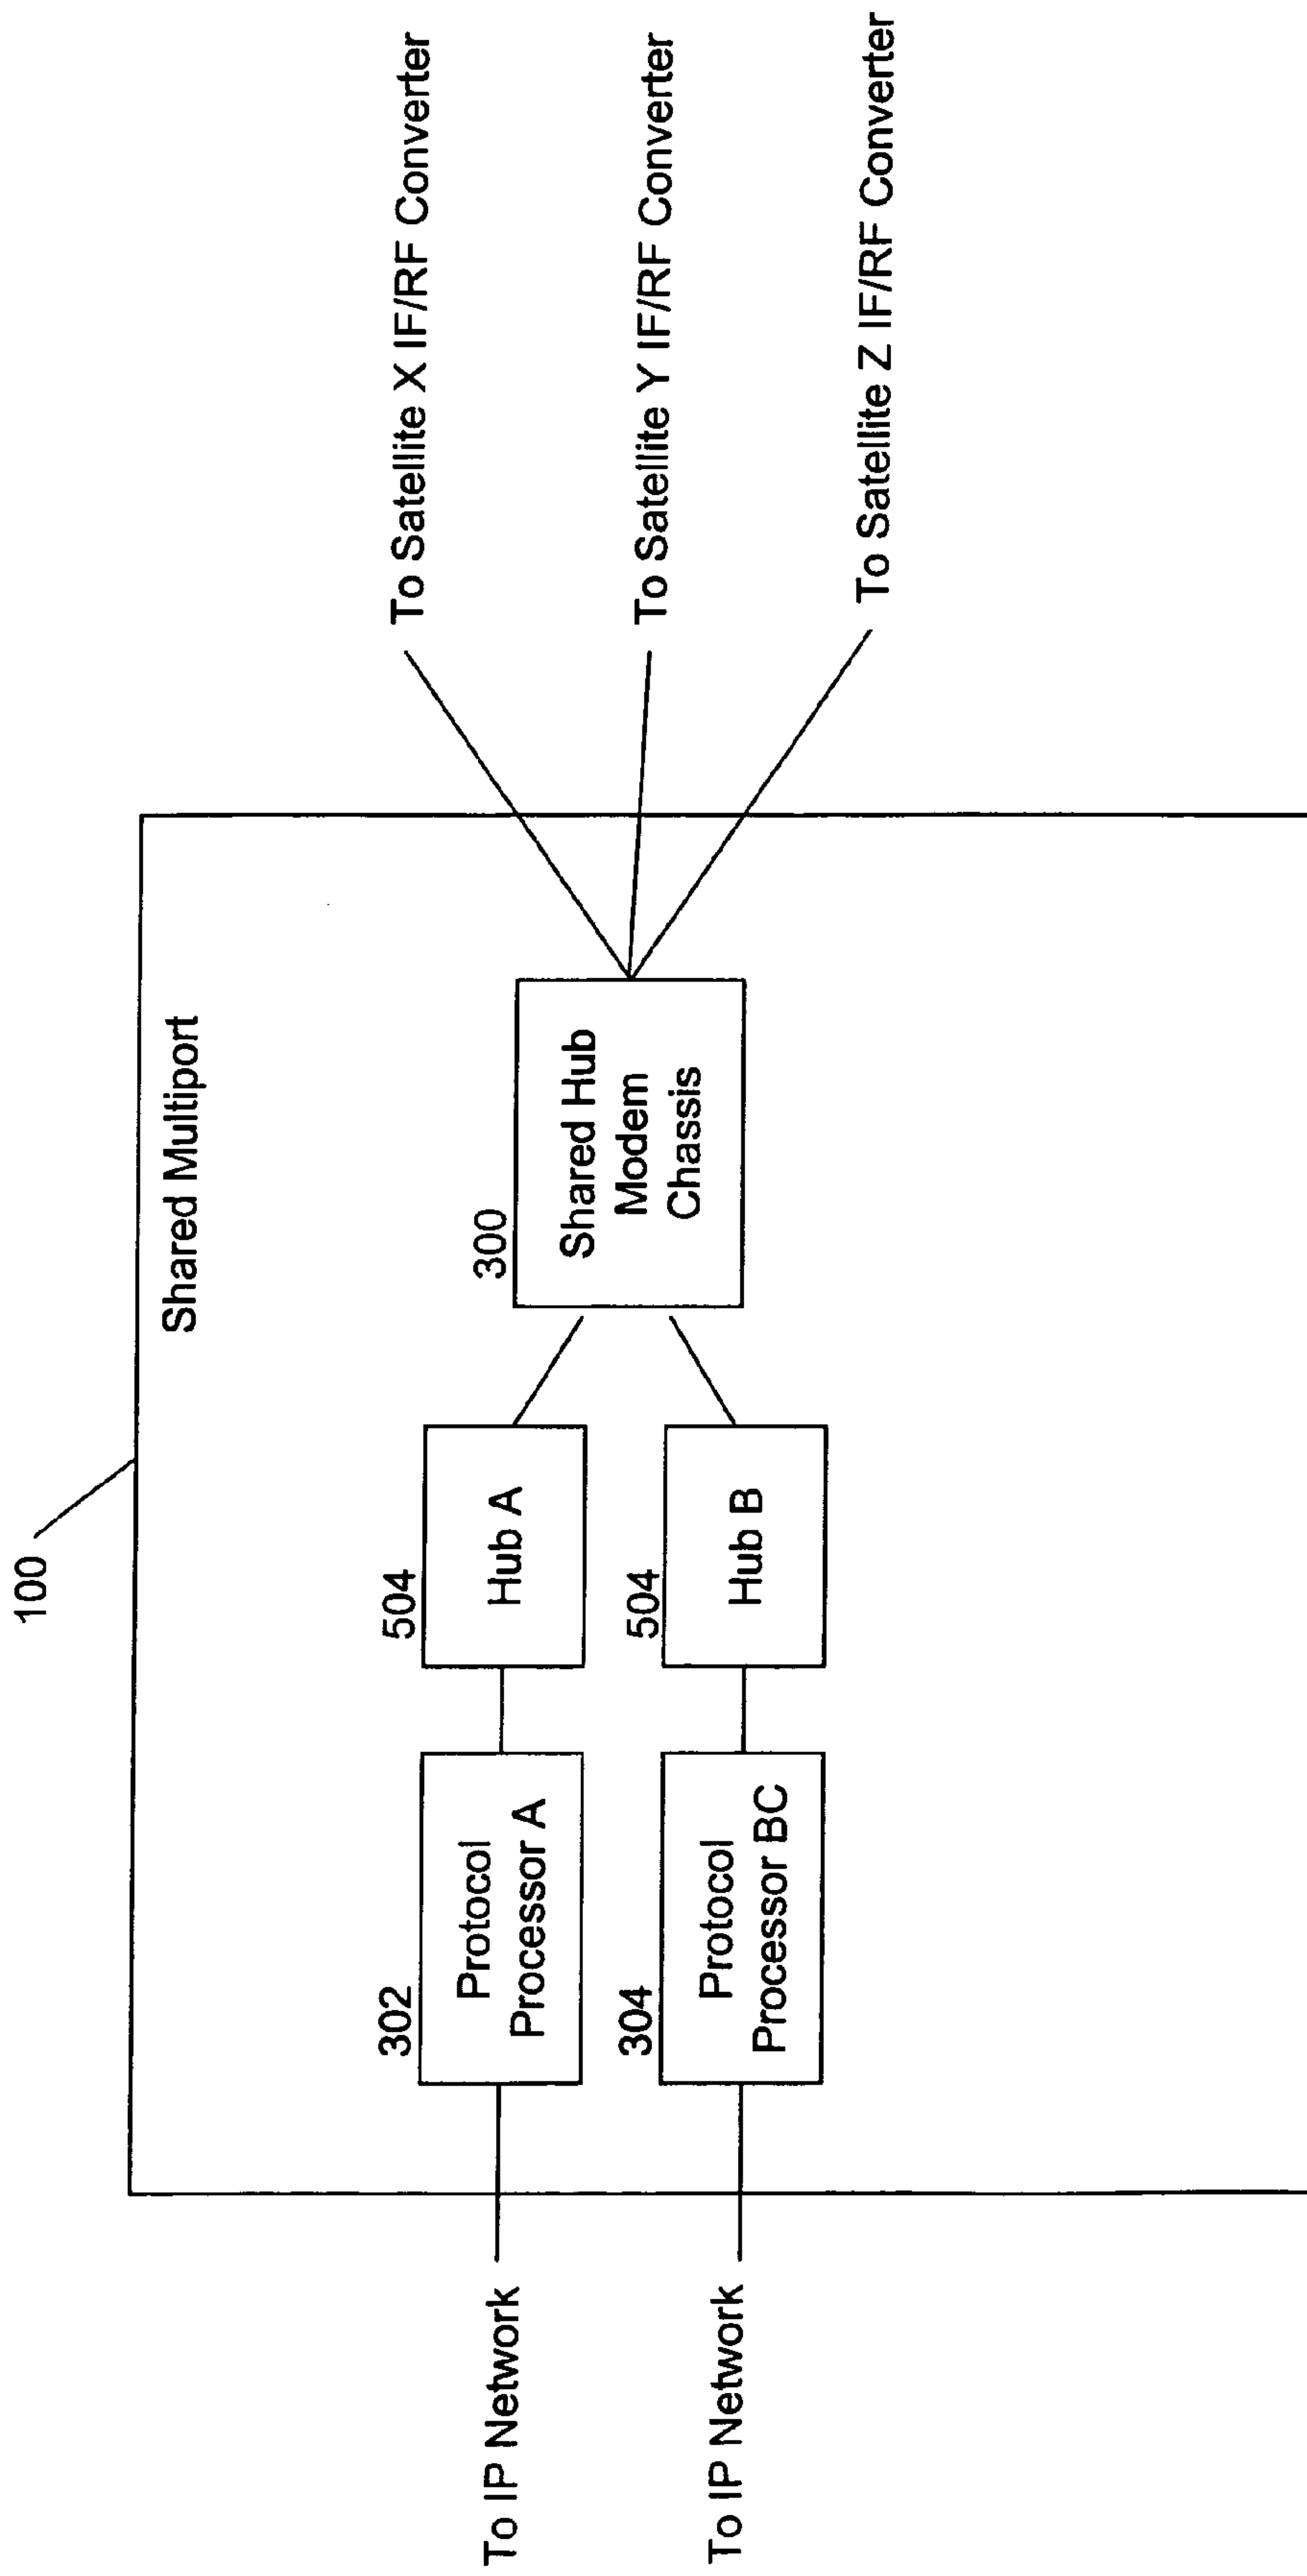 100
Shared Multiport
To IP Network
302
Protocol
Processor A
504
Hub A
To IP Network
304
Protocol
Processor BC
504
Hub B
300
Shared Hub
Modem
Chassis
To Satellite X IF/RF Converter
To Satellite Y IF/RF Converter
To Satellite Z IF/RF Converter